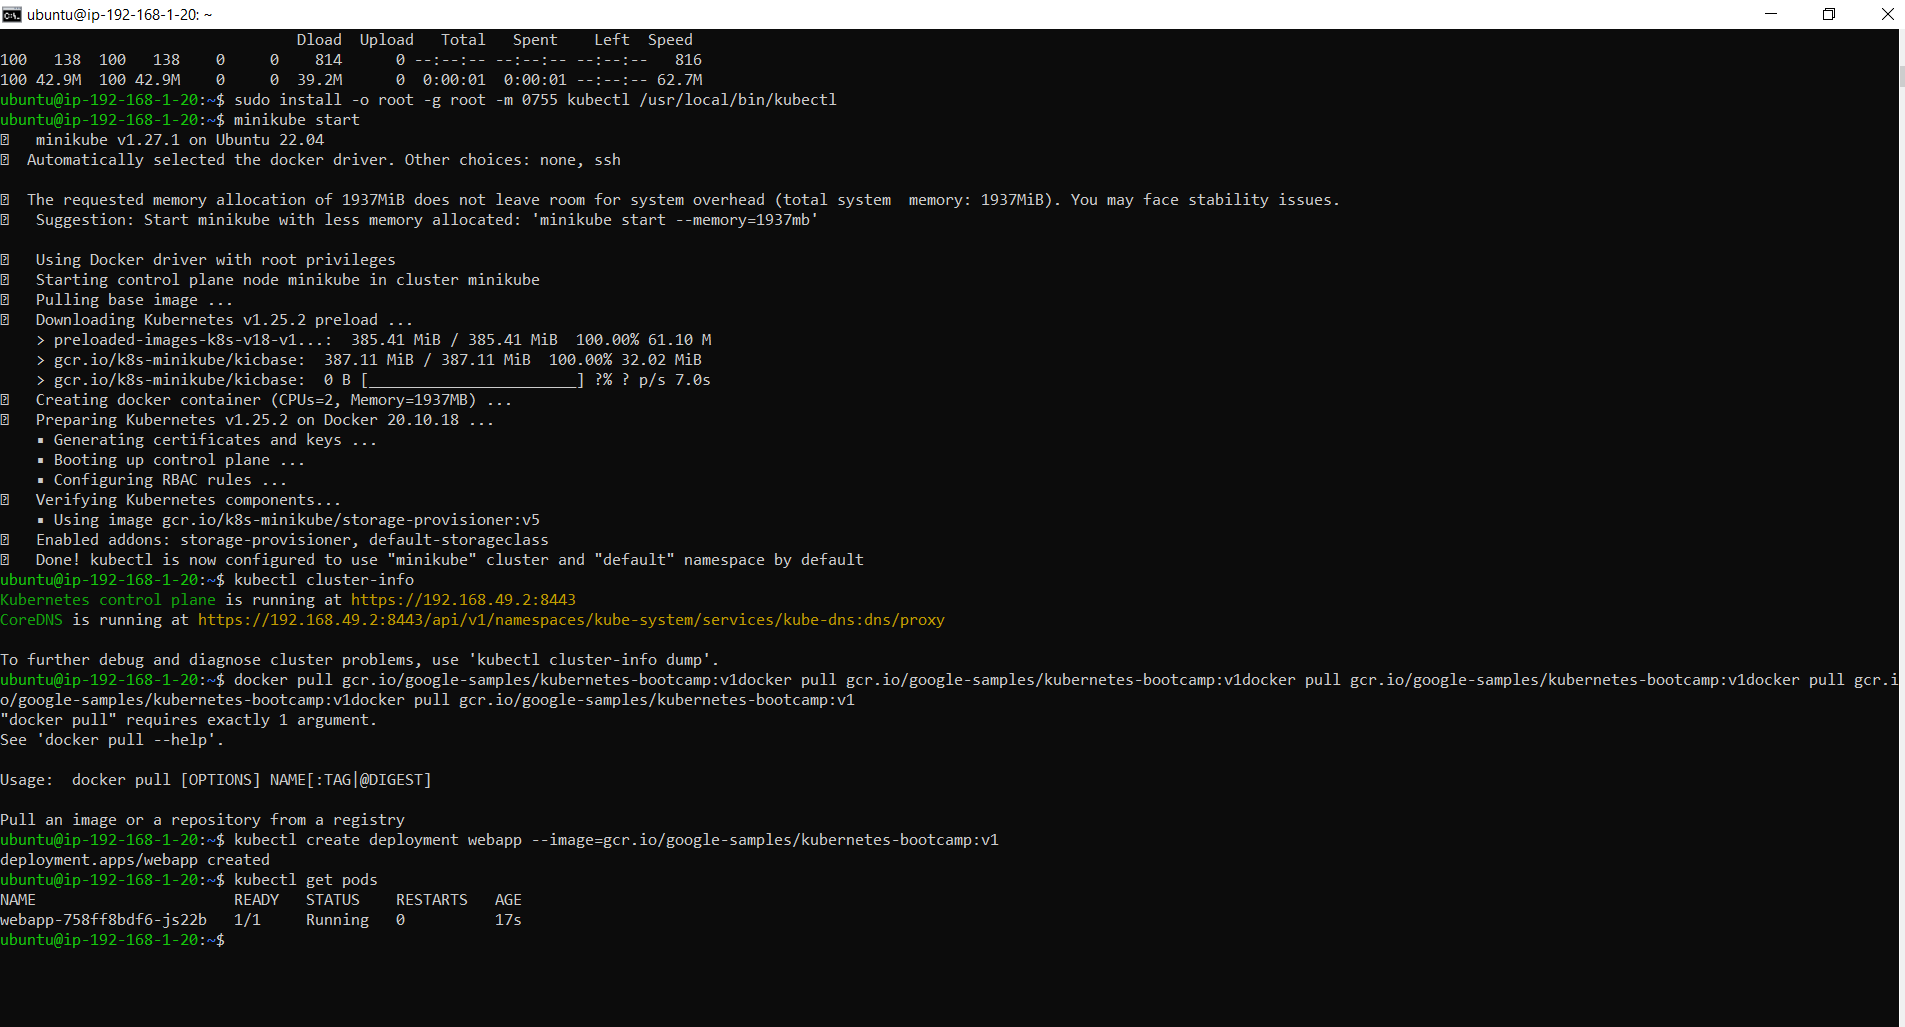 ubuntu@ip-192-168-1-20: ~
Dload  Upload   Total   Spent    Left  Speed
100   138  100   138    0     0    814      0 --:--:-- --:--:-- --:--:--   816
100 42.9M  100 42.9M    0     0  39.2M      0  0:00:01  0:00:01 --:--:-- 62.7M
ubuntu@ip-192-168-1-20:~$ sudo install -o root -g root -m 0755 kubectl /usr/local/bin/kubectl
ubuntu@ip-192-168-1-20:~$ minikube start
minikube v1.27.1 on Ubuntu 22.04
Automatically selected the docker driver. Other choices: none, ssh
The requested memory allocation of 1937MiB does not leave room for system overhead (total system  memory: 1937MiB). You may face stability issues.
Suggestion: Start minikube with less memory allocated: 'minikube start --memory=1937mb'
Using Docker driver with root privileges
Starting control plane node minikube in cluster minikube
Pulling base image ...
Downloading Kubernetes v1.25.2 preload ...
> preloaded-images-k8s-v18-v1...:  385.41 MiB / 385.41 MiB  100.00% 61.10 M
> gcr.io/k8s-minikube/kicbase:  387.11 MiB / 387.11 MiB  100.00% 32.02 MiB
> gcr.io/k8s-minikube/kicbase:  0 B [_______________________] ?% ? p/s 7.0s
Creating docker container (CPUs=2, Memory=1937MB) ...
Preparing Kubernetes v1.25.2 on Docker 20.10.18 ...
▪ Generating certificates and keys ...
▪ Booting up control plane ...
▪ Configuring RBAC rules ...
Verifying Kubernetes components...
▪ Using image gcr.io/k8s-minikube/storage-provisioner:v5
Enabled addons: storage-provisioner, default-storageclass
Done! kubectl is now configured to use "minikube" cluster and "default" namespace by default
ubuntu@ip-192-168-1-20:~$ kubectl cluster-info
Kubernetes control plane is running at https://192.168.49.2:8443
CoreDNS is running at https://192.168.49.2:8443/api/v1/namespaces/kube-system/services/kube-dns:dns/proxy
To further debug and diagnose cluster problems, use 'kubectl cluster-info dump'.
ubuntu@ip-192-168-1-20:~$ docker pull gcr.io/google-samples/kubernetes-bootcamp:v1docker pull gcr.io/google-samples/kubernetes-bootcamp:v1docker pull gcr.io/google-samples/kubernetes-bootcamp:v1docker pull gcr.i
o/google-samples/kubernetes-bootcamp:v1docker pull gcr.io/google-samples/kubernetes-bootcamp:v1
"docker pull" requires exactly 1 argument.
See 'docker pull --help'.
Usage:  docker pull [OPTIONS] NAME[:TAG|@DIGEST]
Pull an image or a repository from a registry
ubuntu@ip-192-168-1-20:~$ kubectl create deployment webapp --image=gcr.io/google-samples/kubernetes-bootcamp:v1
deployment.apps/webapp created
ubuntu@ip-192-168-1-20:~$ kubectl get pods
NAME                      READY   STATUS    RESTARTS   AGE
webapp-758ff8bdf6-js22b   1/1     Running   0          17s
ubuntu@ip-192-168-1-20:~$